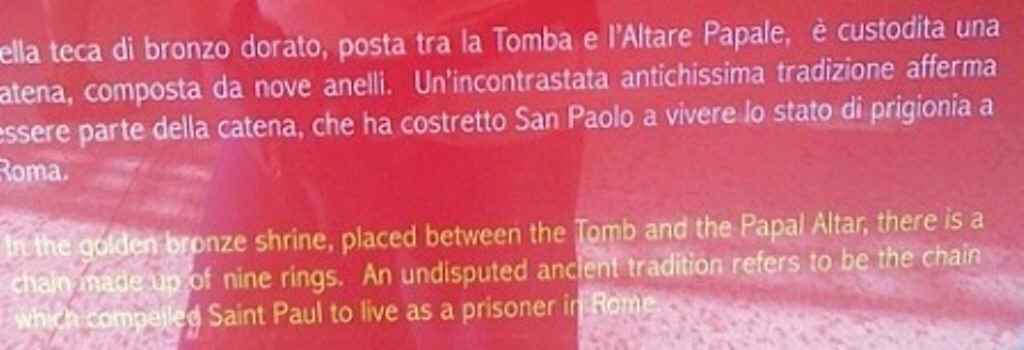 ella teca di bronzo dorato, posta tra la Tomba e l'Altare Papale, è custodita una
atena, composta da nove anelli. Un'incontrastata antichissima tradizione afferma
essere parte della catena, che ha costretto San Paolo a vivere lo stato di prigionia a
Roma.
In the golden bronze shrine, placed between the Tomb and the Papal Altar, there is a
chain made up of nine rings. An undisputed ancient tradition refers to be the chain
which compelled Saint Paul to live as a prisoner in Rome